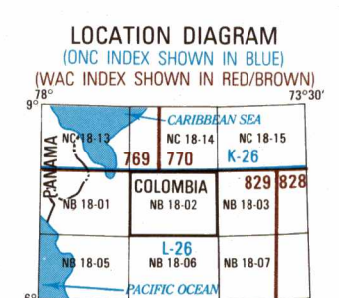 LOCATION DIAGRAM
(ONC INDEX SHOWN IN BLUE)
(WAC INDEX SHOWN IN RED/BROWN)
78° 73°30'
9°
CARIBBEAN SEA
NC 18-13 NC 18-14 NC 15-15
769 770 K-26
PANAMA
COLOMBIA 829 828
NB 18-01 NB 18-02 NB 18-03
L-26
NB 18-05 NB 18-06 NB 18-07
PACIFIC OCEAN
6°